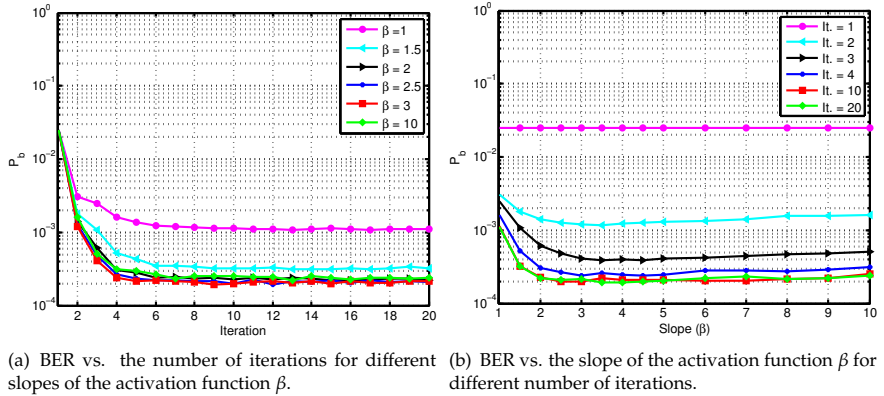 10^0
10^-1
10^-2
10^-3
10^-4
P_b
2 4 6 8 10 12 14 16 18 20
Iteration
β =1
β = 1.5
β = 2
β = 2.5
β = 3
β = 10
(a) BER vs. the number of iterations for different
slopes of the activation function β.
10^0
10^-1
10^-2
10^-3
10^-4
P_b
1 2 3 4 5 6 7 8 9 10
Slope (β)
It. = 1
It. = 2
It. = 3
It. = 4
It. = 10
It. = 20
(b) BER vs. the slope of the activation function β for
different number of iterations.